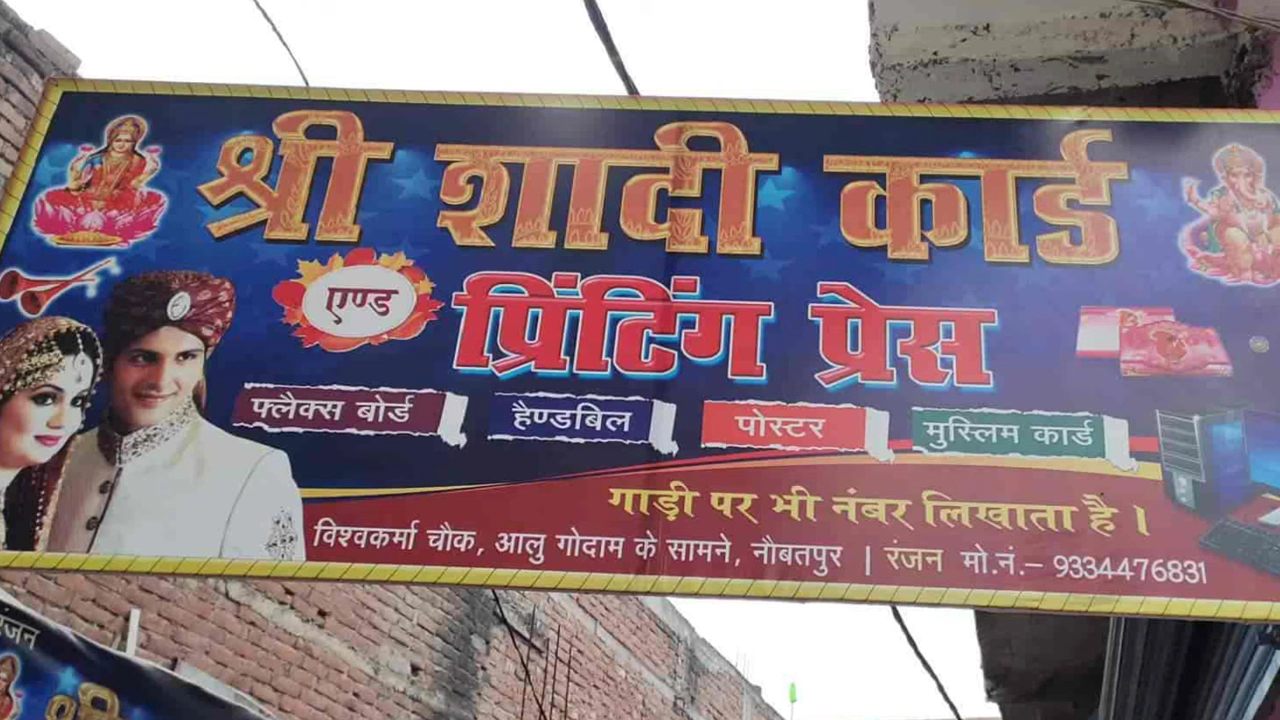 श्री शादी कार्ड
एण्ड
प्रिंटिंग प्रेस
फ्लैक्स बोर्ड
हैण्डबिल
पोस्टर
मुस्लिम कार्ड
गाड़ी पर भी नंबर लिखाता है ।
विश्वकर्मा चौक, आलु गोदाम के सामने, नौबतपुर | रंजन मो.नं.– 9334476831
श्री